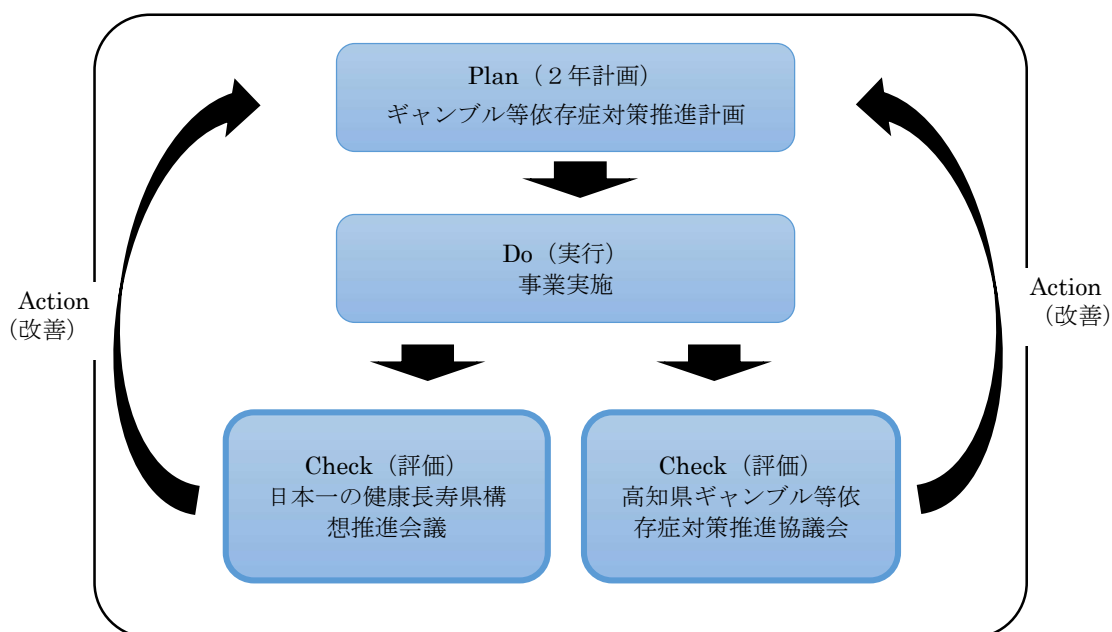 Plan（２年計画）
ギャンブル等依存症対策推進計画
Do（実行）
事業実施
Action
（改善）
Action
（改善）
Check（評価）
日本一の健康長寿県構
想推進会議
Check（評価）
高知県ギャンブル等依
存症対策推進協議会